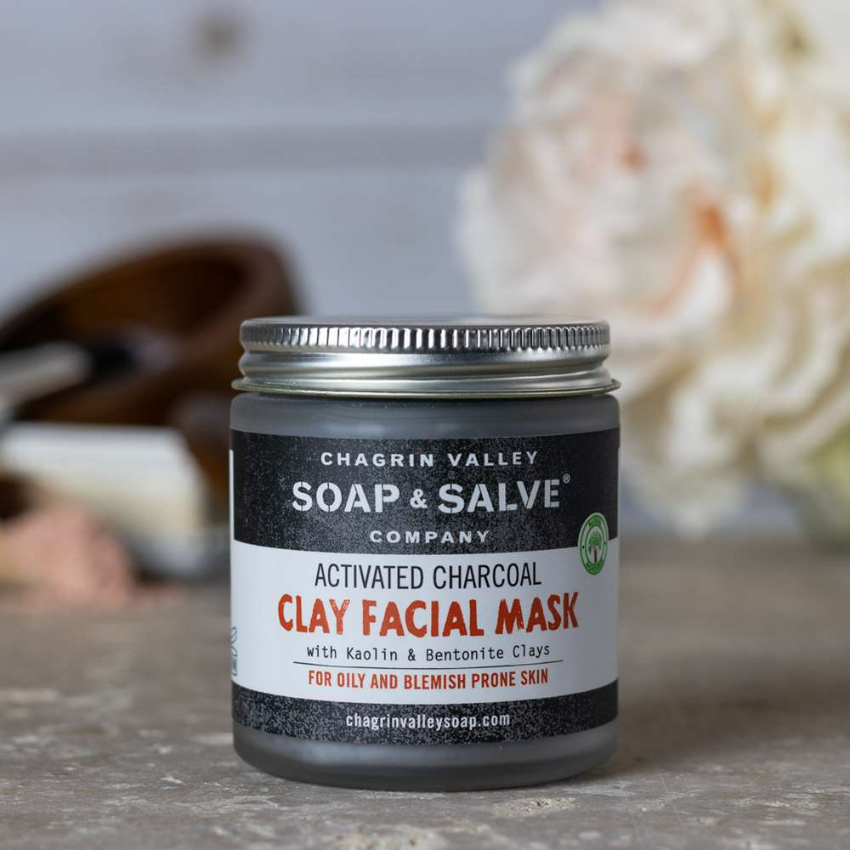 CHAGRIN VALLEY
SOAP & SALVE®
COMPANY
ACTIVATED CHARCOAL
CLAY FACIAL MASK
with Kaolin & Bentonite Clays
FOR OILY AND BLEMISH PRONE SKIN
chagrinvalleysoap.com